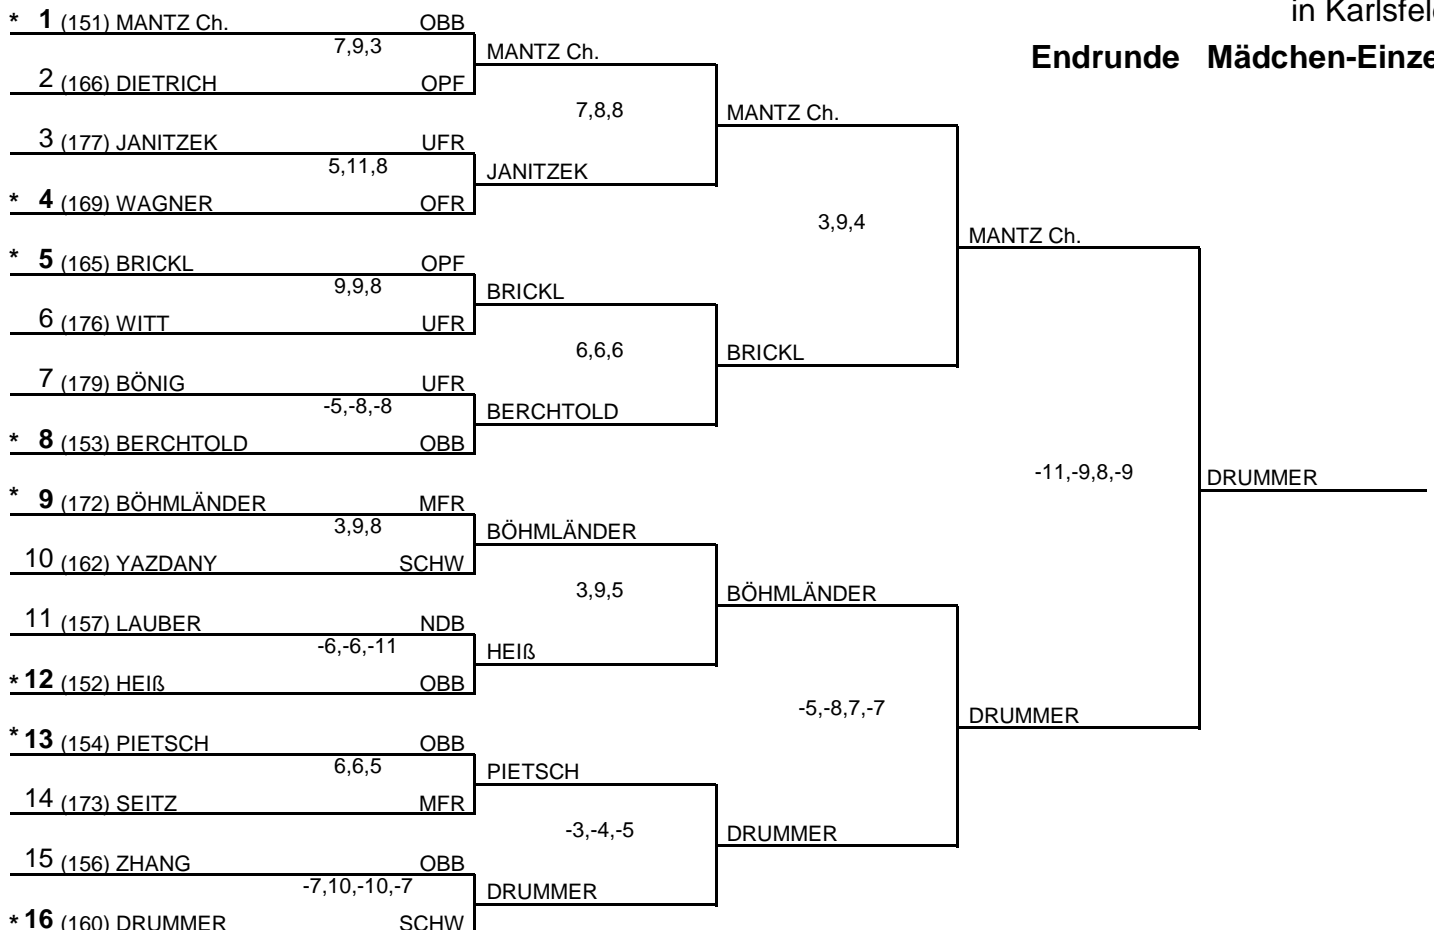 in Karlsfel
Endrunde Mädchen-Einze
* 1 (151) MANTZ Ch. OBB
7,9,3
MANTZ Ch.
2 (166) DIETRICH OPF
7,8,8
MANTZ Ch.
3 (177) JANITZEK UFR
5,11,8
JANITZEK
* 4 (169) WAGNER OFR
3,9,4
MANTZ Ch.
* 5 (165) BRICKL OPF
9,9,8
BRICKL
6 (176) WITT UFR
6,6,6
BRICKL
7 (179) BÖNIG UFR
-5,-8,-8
BERCHTOLD
* 8 (153) BERCHTOLD OBB
-11,-9,8,-9
DRUMMER
* 9 (172) BÖHMLÄNDER MFR
3,9,8
BÖHMLÄNDER
10 (162) YAZDANY SCHW
3,9,5
BÖHMLÄNDER
11 (157) LAUBER NDB
-6,-6,-11
HEIß
* 12 (152) HEIß OBB
-5,-8,7,-7
DRUMMER
* 13 (154) PIETSCH OBB
6,6,5
PIETSCH
14 (173) SEITZ MFR
-3,-4,-5
DRUMMER
15 (156) ZHANG OBB
-7,10,-10,-7
DRUMMER
* 16 (160) DRUMMER SCHW